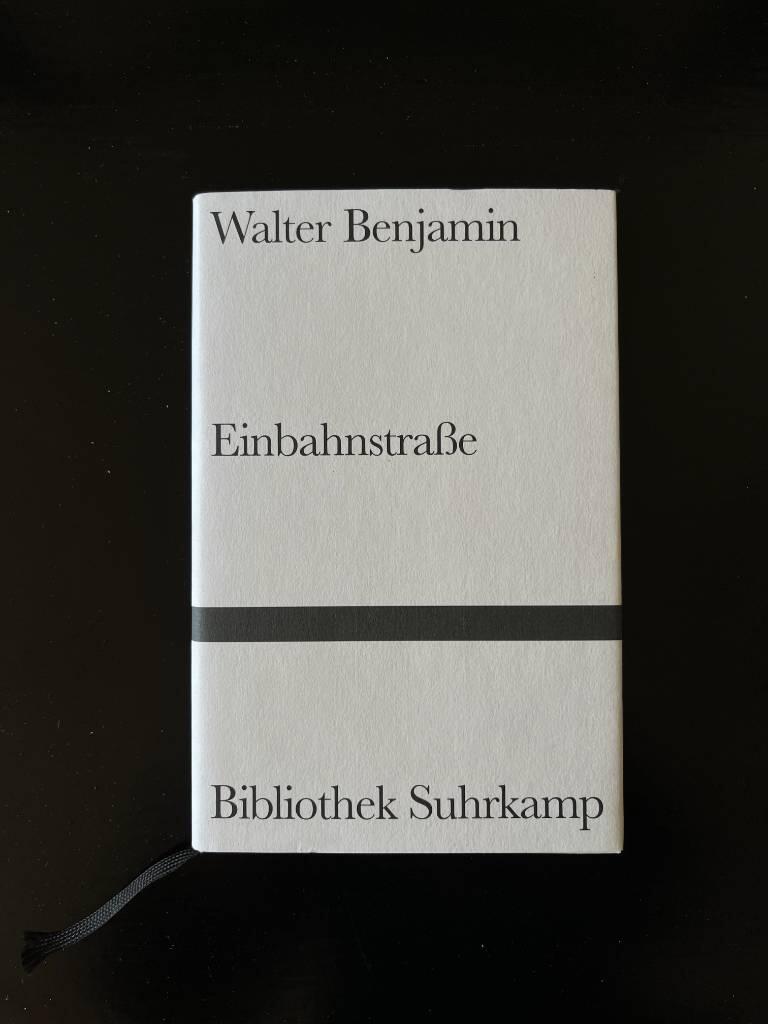 Walter Benjamin
Einbahnstraße
Bibliothek Suhrkamp